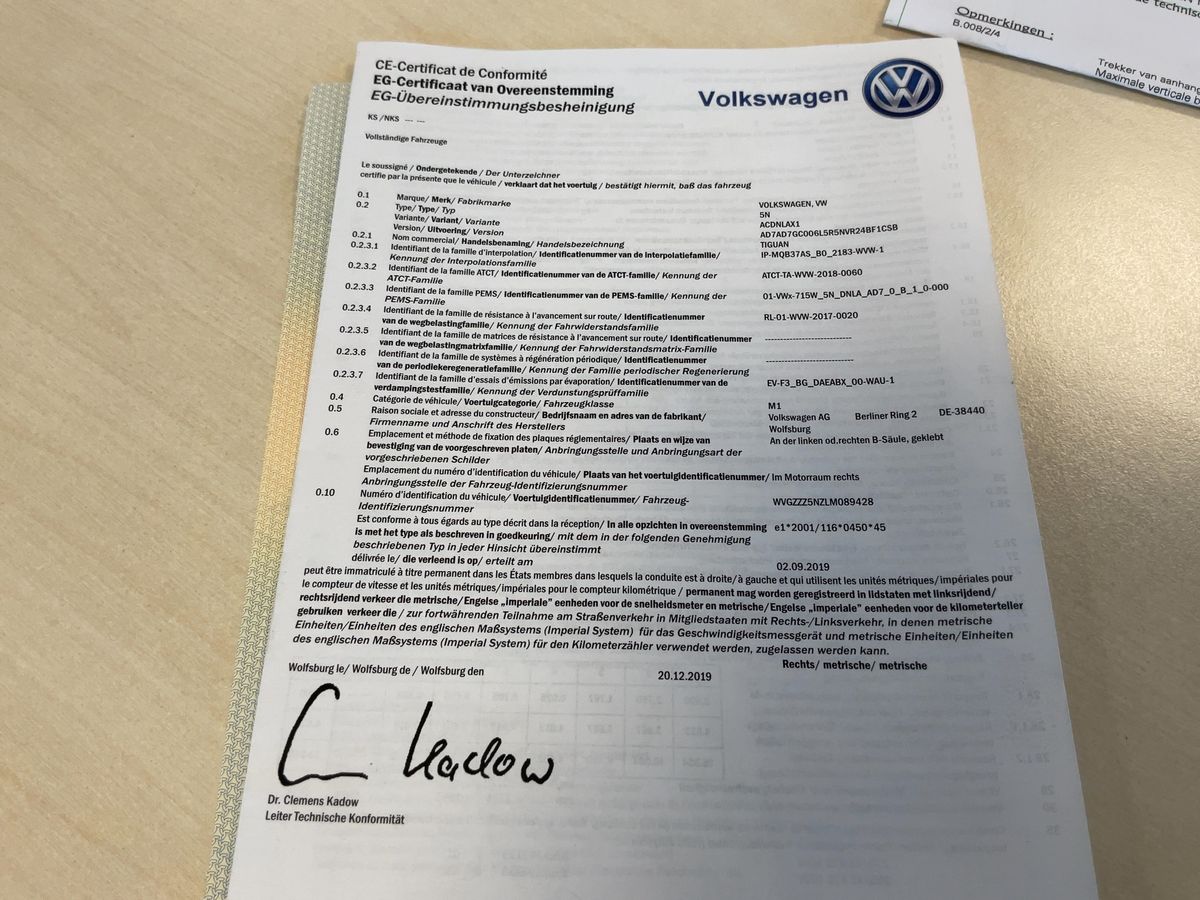 CE-Certificat de Conformité
EG-Certificaat van Overeenstemming
EG-Übereinstimmungsbesheinigung
Volkswagen
KS /NKS --- ---
Vollständige Fahrzeuge
Le soussigné / Ondergetekende / Der Unterzeichner
certifie par la présente que le véhicule / verklaart dat het voertuig / bestätigt hiermit, baß das fahrzeug
0.1 Marque/ Merk/ Fabrikmarke VOLKSWAGEN, VW
0.2 Type/ Type/ Typ 5N
Variante/ Variant/ Variante ACDNLAX1
Version/ Uitvoering/ Version AD7AD7GC006L5R5NVR24BF1CSB
0.2.1 Nom commercial/ Handelsbenaming/ Handelsbezeichnung TIGUAN
0.2.3.1 Identifiant de la famille d'interpolation/ Identificatienummer van de Interpolatiefamilie/ IP-MQB37AS_B0_2183-WVW-1
Kennung der Interpolationsfamilie
0.2.3.2 Identifiant de la famille ATCT/ Identificatienummer van de ATCT-familie/ Kennung der ATCT-TA-WVW-2018-0060
ATCT-Familie
0.2.3.3 Identifiant de la famille PEMS/ Identificatienummer van de PEMS-familie/ Kennung der 01-VWx-715W_5N_DNLA_AD7_0_B_1_0-000
PEMS-Familie
0.2.3.4 Identifiant de la famille de résistance à l'avancement sur route/ Identificatienummer RL-01-WVW-2017-0020
van de wegbelastingfamilie/ Kennung der Fahrwiderstandsfamilie
0.2.3.5 Identifiant de la famille de matrices de résistance à l'avancement sur route/ Identificatienummer --------------------------
van de wegbelastingmatrixfamilie/ Kennung der Fahrwiderstandsmatrix-Familie
0.2.3.6 Identifiant de la famille de systèmes à régénération périodique/ Identificatienummer --------------------------
van de periodiekeregeneratiefamilie/ Kennung der Familie periodischer Regenerierung
0.2.3.7 Identifiant de la famille d'essais d'émissions par évaporation/ Identificatienummer van de EV-F3_BG_DAEABX_00-WAU-1
verdampingstestfamilie/ Kennung der Verdunstungsprüffamilie
0.4 Catégorie de véhicule/ Voertuigcategorie/ Fahrzeugklasse M1
0.5 Raison sociale et adresse du constructeur/ Bedrijfsnaam en adres van de fabrikant/ Volkswagen AG Berliner Ring 2 DE-38440
Firmenname und Anschrift des Herstellers Wolfsburg
0.6 Emplacement et méthode de fixation des plaques réglementaires/ Plaats en wijze van An der linken od.rechten B-Säule, geklebt
bevestiging van de voorgeschreven platen/ Anbringungsstelle und Anbringungsart der
vorgeschriebenen Schilder
Emplacement du numéro d'identification du véhicule/ Plaats van het voertuigidentificatienummer/ Im Motorraum rechts
Anbringungsstelle der Fahrzeug-Identifizierungsnummer
0.10 Numéro d'identification du véhicule/ Voertuigidentificatienummer/ Fahrzeug- WVGZZZ5NZLM089428
Identifizierungsnummer
Est conforme à tous égards au type décrit dans la réception/ In alle opzichten in overeenstemming e1*2001/116*0450*45
is met het type als beschreven in goedkeuring/ mit dem in der folgenden Genehmigung
beschriebenen Typ in jeder Hinsicht übereinstimmt
délivrée le/ die verleend is op/ erteilt am 02.09.2019
peut être immatriculé à titre permanent dans les États membres dans lesquels la conduite est à droite/à gauche et qui utilisent les unités métriques/impériales pour
le compteur de vitesse et les unités métriques/impériales pour le compteur kilométrique / permanent mag worden geregistreerd in lidstaten met linksrijdend/
rechtsrijdend verkeer die metrische/Engelse „imperiale" eenheden voor de snelheidsmeter en metrische/Engelse „imperiale" eenheden voor de kilometerteller
gebruiken verkeer die / zur fortwährenden Teilnahme am Straßenverkehr in Mitgliedstaaten mit Rechts-/Linksverkehr, in denen metrische
Einheiten/Einheiten des englischen Maßsystems (Imperial System) für das Geschwindigkeitsmessgerät und metrische Einheiten/Einheiten
des englischen Maßsystems (Imperial System) für den Kilometerzähler verwendet werden, zugelassen werden kann.
Rechts/ metrische/ metrische
Wolfsburg le/ Wolfsburg de / Wolfsburg den 20.12.2019
C Kadow
Dr. Clemens Kadow
Leiter Technische Konformität
Opmerkingen :
B.008/2/4
de technisc
Trekker van aanhang
Maximale verticale b